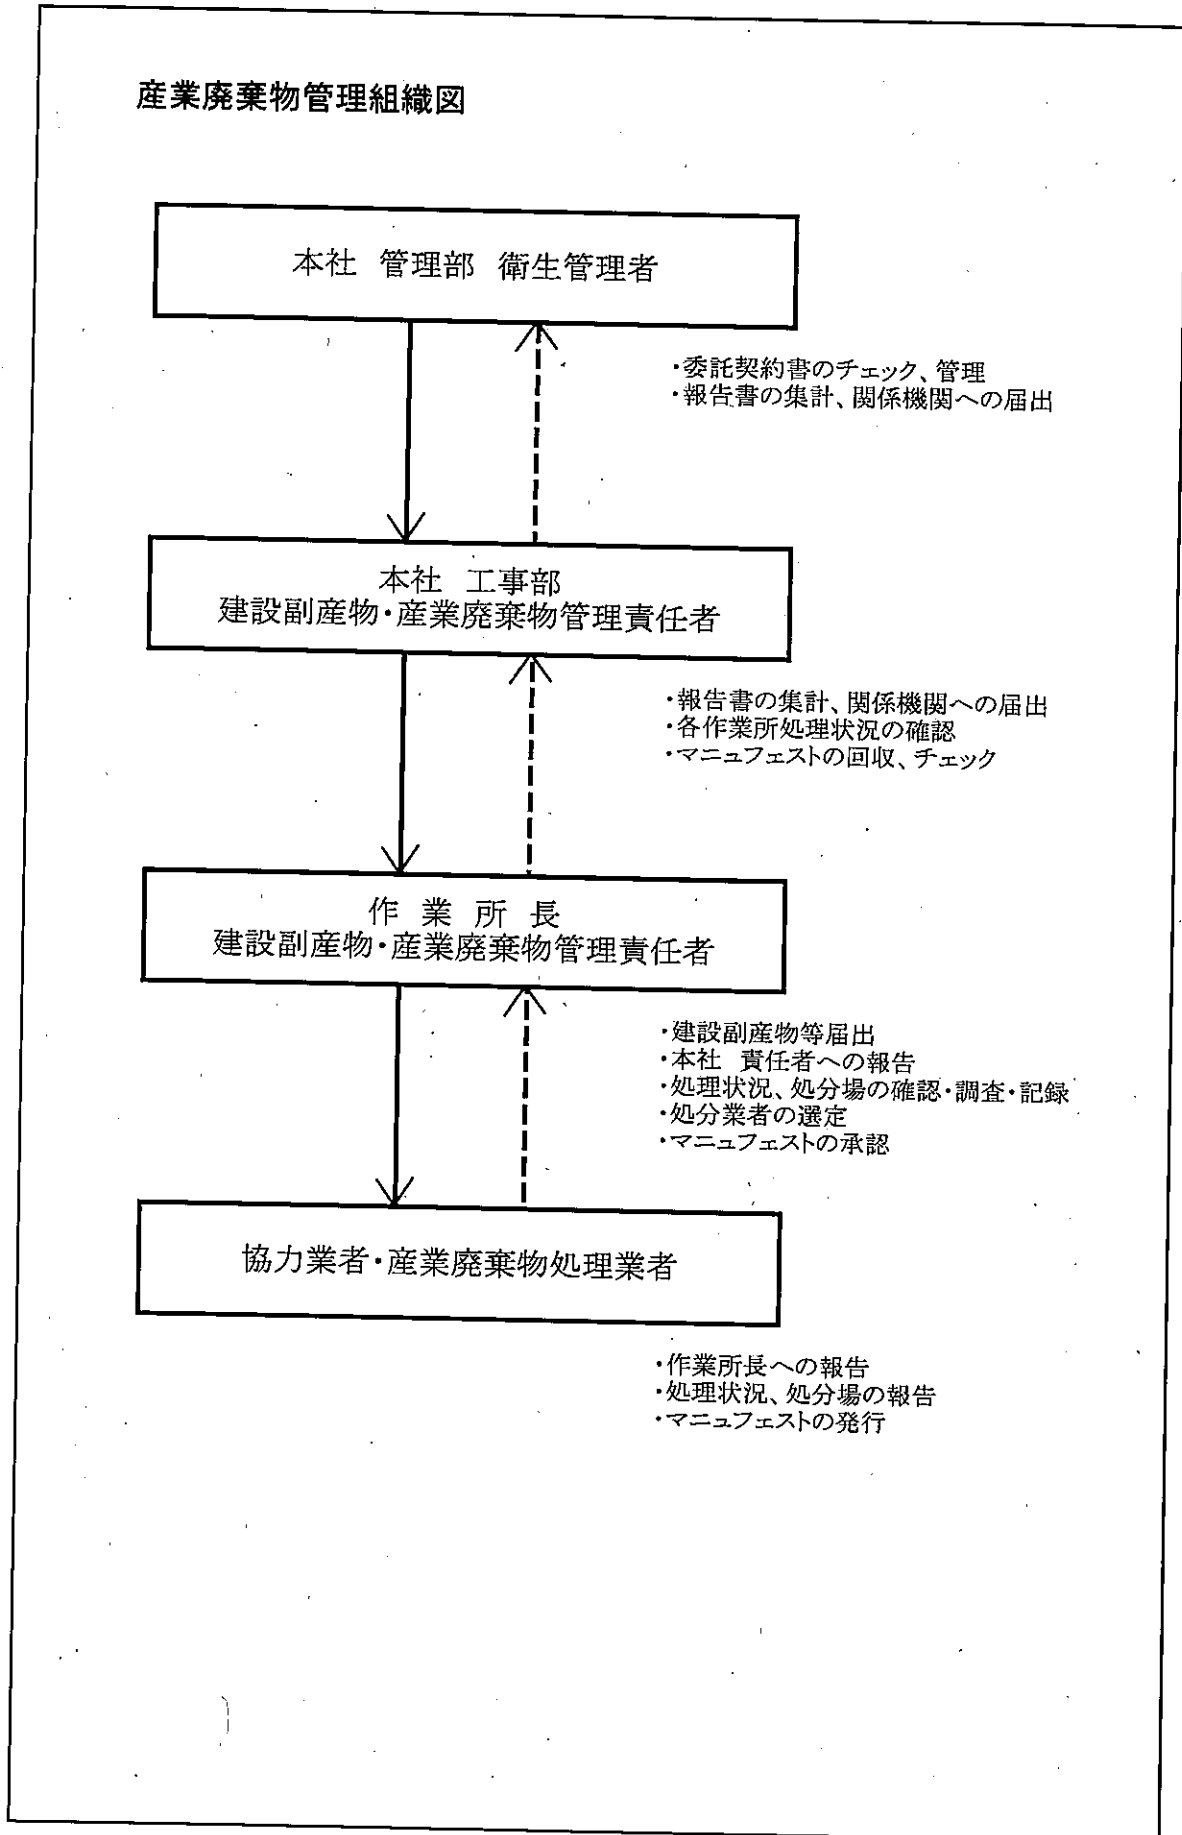 産業廃棄物管理組織図
本社 管理部 衛生管理者
・委託契約書のチェック、管理
・報告書の集計、関係機関への届出
本社 工事部
建設副産物・産業廃棄物管理責任者
・報告書の集計、関係機関への届出
・各作業所処理状況の確認
・マニュフェストの回収、チェック
作 業 所 長
建設副産物・産業廃棄物管理責任者
・建設副産物等届出
・本社 責任者への報告
・処理状況、処分場の確認・調査・記録
・処分業者の選定
・マニュフェストの承認
協力業者・産業廃棄物処理業者
・作業所長への報告
・処理状況、処分場の報告
・マニュフェストの発行